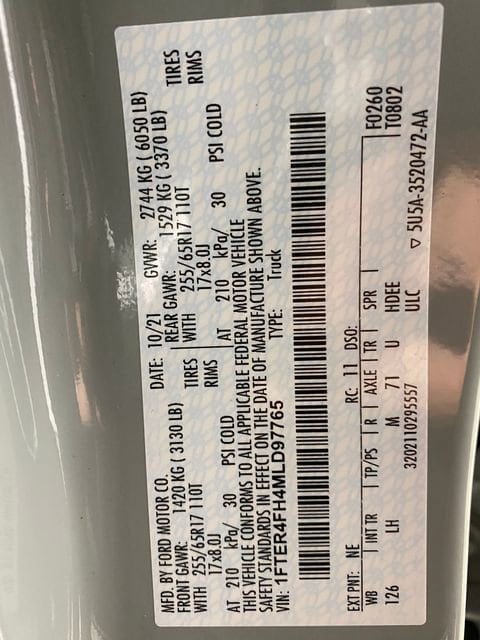 MFD. BY FORD MOTOR CO.
DATE: 10/21 GVWR: 2744 KG ( 6050 LB)
FRONT GAWR: 1420 KG ( 3130 LB) REAR GAWR: 1529 KG ( 3370 LB)
WITH 255/65R17 110T TIRES WITH 255/65R17 110T TIRES
17x8.0J RIMS 17x8.0J RIMS
AT 210 kPa/ 30 PSI COLD AT 210 kPa/ 30 PSI COLD
THIS VEHICLE CONFORMS TO ALL APPLICABLE FEDERAL MOTOR VEHICLE
SAFETY STANDARDS IN EFFECT ON THE DATE OF MANUFACTURE SHOWN ABOVE.
VIN: 1FTER4FH4MLD97765 TYPE: Truck
EXT PNT: NE RC: 11 DSO: F0260
WB | INT TR | TP/PS | R | AXLE | TR | SPR | T0802
126 LH M 71 U HDEE
3202110295557 ULC ▽ 5U5A-3520472-AA